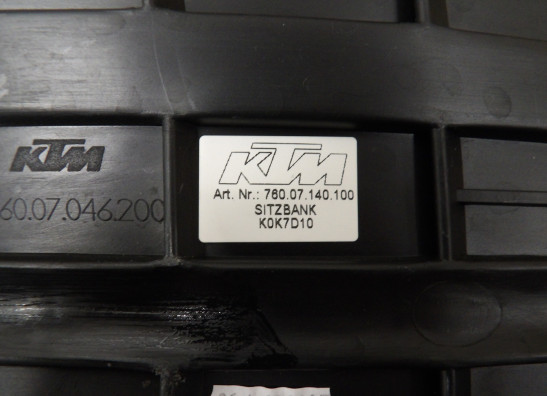 KTM
60.07.046.200
KTM
Art. Nr.: 760.07.140.100
SITZBANK
K0K7D10